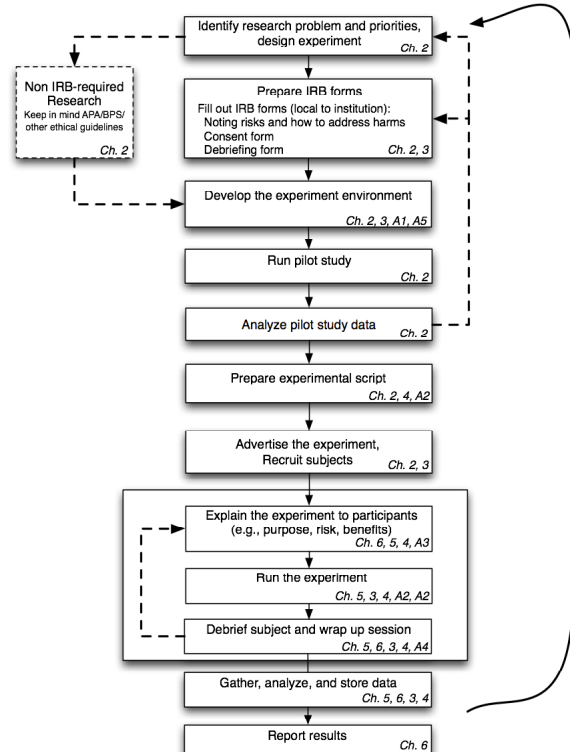 Identify research problem and priorities,
design experiment
Ch. 2
Non IRB-required
Research
Keep in mind APA/BPS/
other ethical guidelines
Ch. 2
Prepare IRB forms
Fill out IRB forms (local to institution):
Noting risks and how to address harms
Consent form
Debriefing form
Ch. 2, 3
Develop the experiment environment
Ch. 2, 3, A1, A5
Run pilot study
Ch. 2
Analyze pilot study data
Ch. 2
Prepare experimental script
Ch. 2, 4, A2
Advertise the experiment,
Recruit subjects
Ch. 2, 3
Explain the experiment to participants
(e.g., purpose, risk, benefits)
Ch. 6, 5, 4, A3
Run the experiment
Ch. 5, 3, 4, A2, A2
Debrief subject and wrap up session
Ch. 5, 6, 3, 4, A4
Gather, analyze, and store data
Ch. 5, 6, 3, 4
Report results
Ch. 6